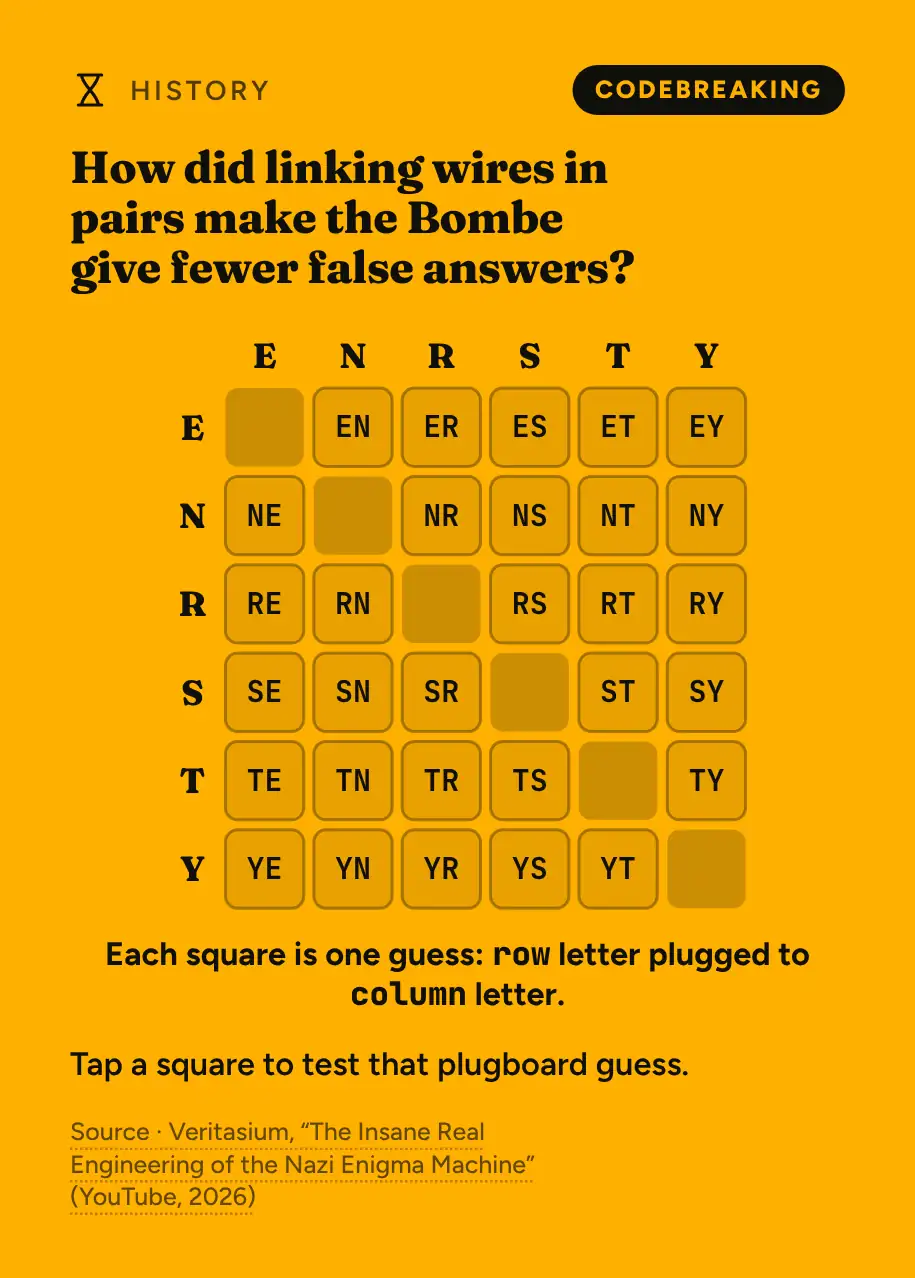 HISTORY
CODEBREAKING
How did linking wires in
pairs make the Bombe
give fewer false answers?
E N R S T Y
E EN ER ES ET EY
N NE NR NS NT NY
R RE RN RS RT RY
S SE SN SR ST SY
T TE TN TR TS TY
Y YE YN YR YS YT
Each square is one guess: row letter plugged to
column letter.
Tap a square to test that plugboard guess.
Source · Veritasium, “The Insane Real
Engineering of the Nazi Enigma Machine”
(YouTube, 2026)